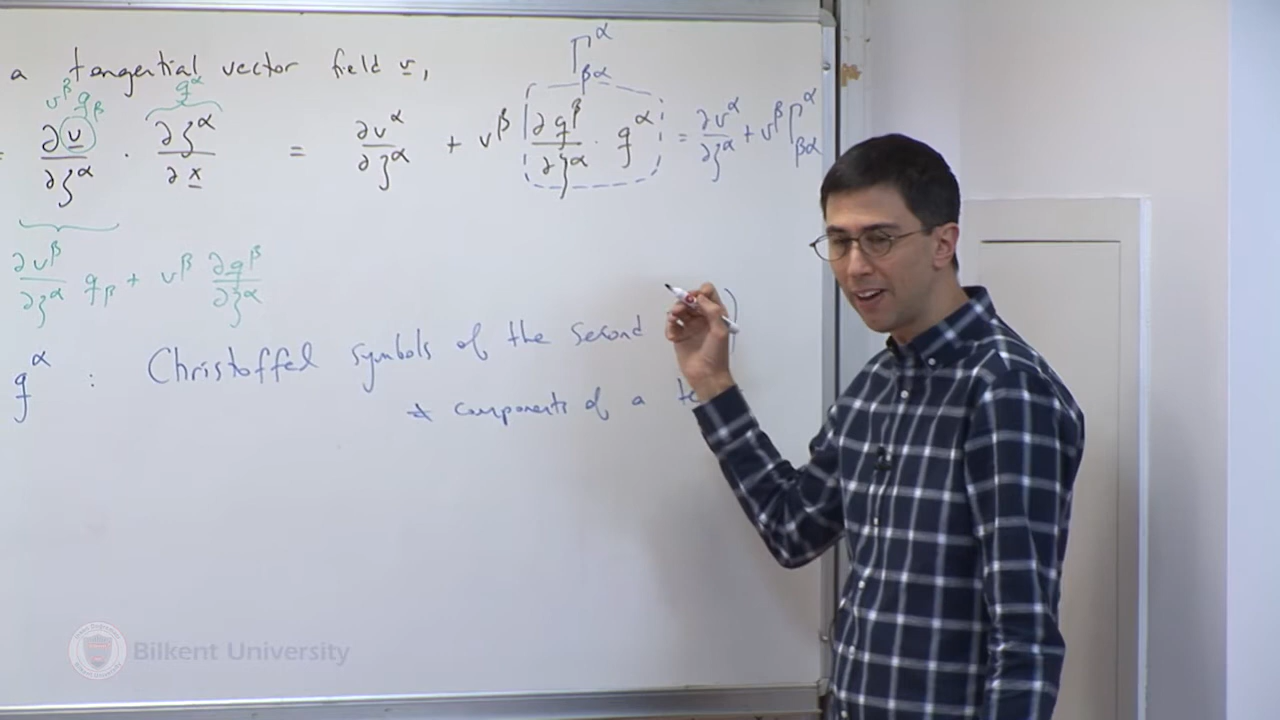 a tangential vector field v,
v^β g_β g^α Γ^α_βα
∂v/∂ζ^α · ∂ζ^α/∂x = ∂v^α/∂ζ^α + v^β ∂g^β/∂ζ^α · g^α = ∂v^α/∂ζ^α + v^β Γ^α_βα
∂v^β/∂ζ^α g_β + v^β ∂g^β/∂ζ^α
g^α : Christoffel symbols of the second )
≠ components of a
Bilkent University